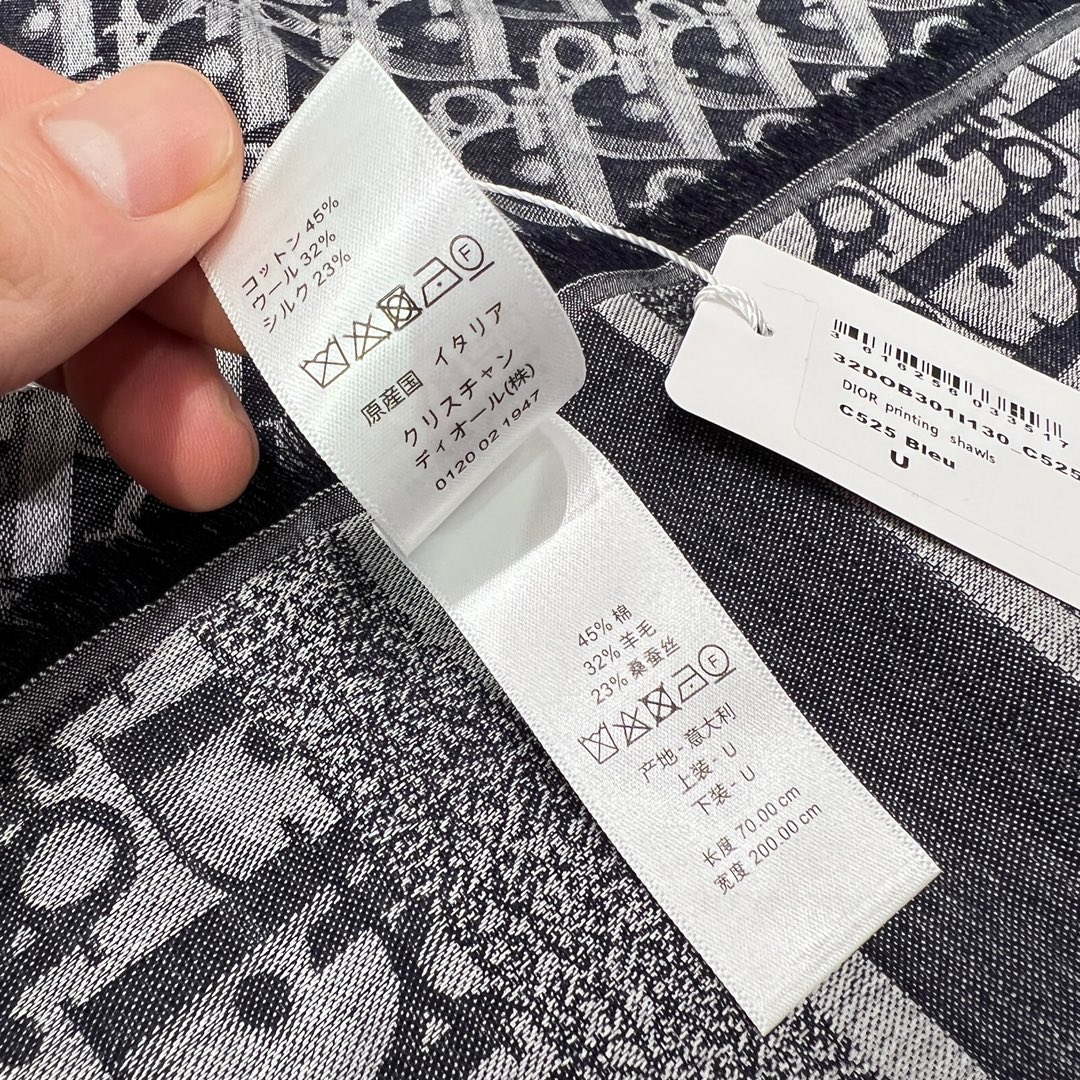 コットン 45%
ウール 32%
シルク 23%
F
原産国 イタリア
クリスチャン
ディオール(株)
0120 02 1947
3 616258 033517
32DOB301I130_C525
DIOR printing shawls
C525 Bleu
U
45% 棉
32% 羊毛
23% 桑蚕丝
F
产地 - 意大利
上装 - U
下装 - U
长度 70.00 cm
宽度 200.00 cm